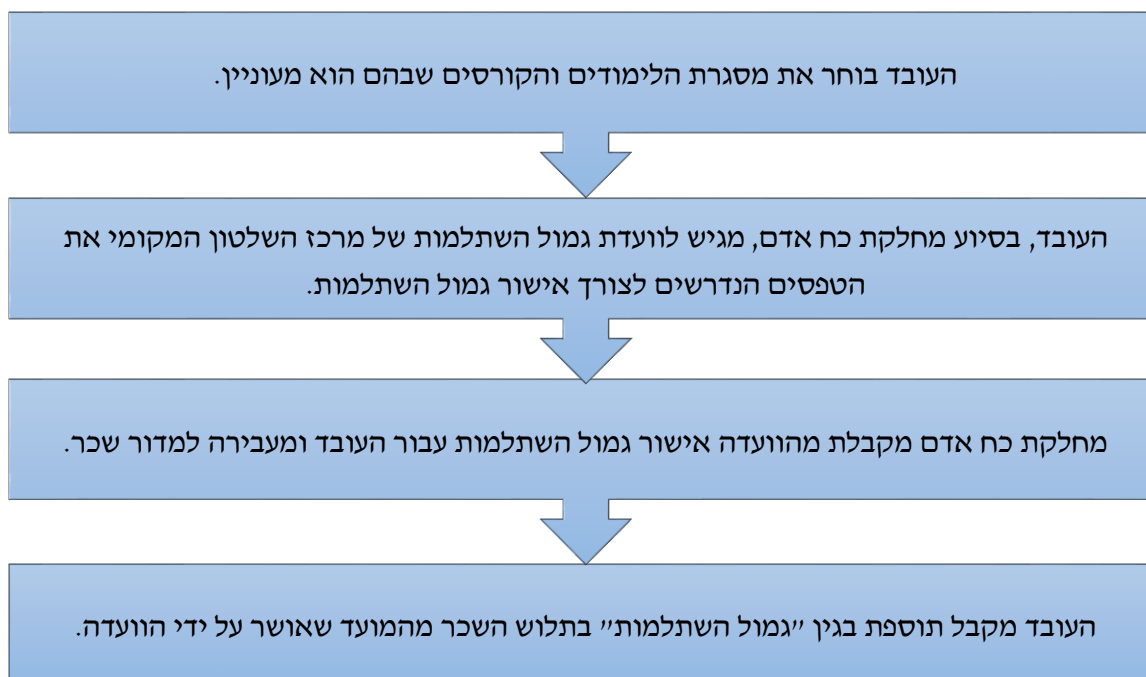 העובד בוחר את מסגרת הלימודים והקורסים שבהם הוא מעוניין.
העובד, בסיוע מחלקת כח אדם, מגיש לוועדת גמול השתלמות של מרכז השלטון המקומי את
הטפסים הנדרשים לצורך אישור גמול השתלמות.
מחלקת כח אדם מקבלת מהוועדה אישור גמול השתלמות עבור העובד ומעבירה למדור שכר.
העובד מקבל תוספת בגין "גמול השתלמות" בתלוש השכר מהמועד שאושר על ידי הוועדה.